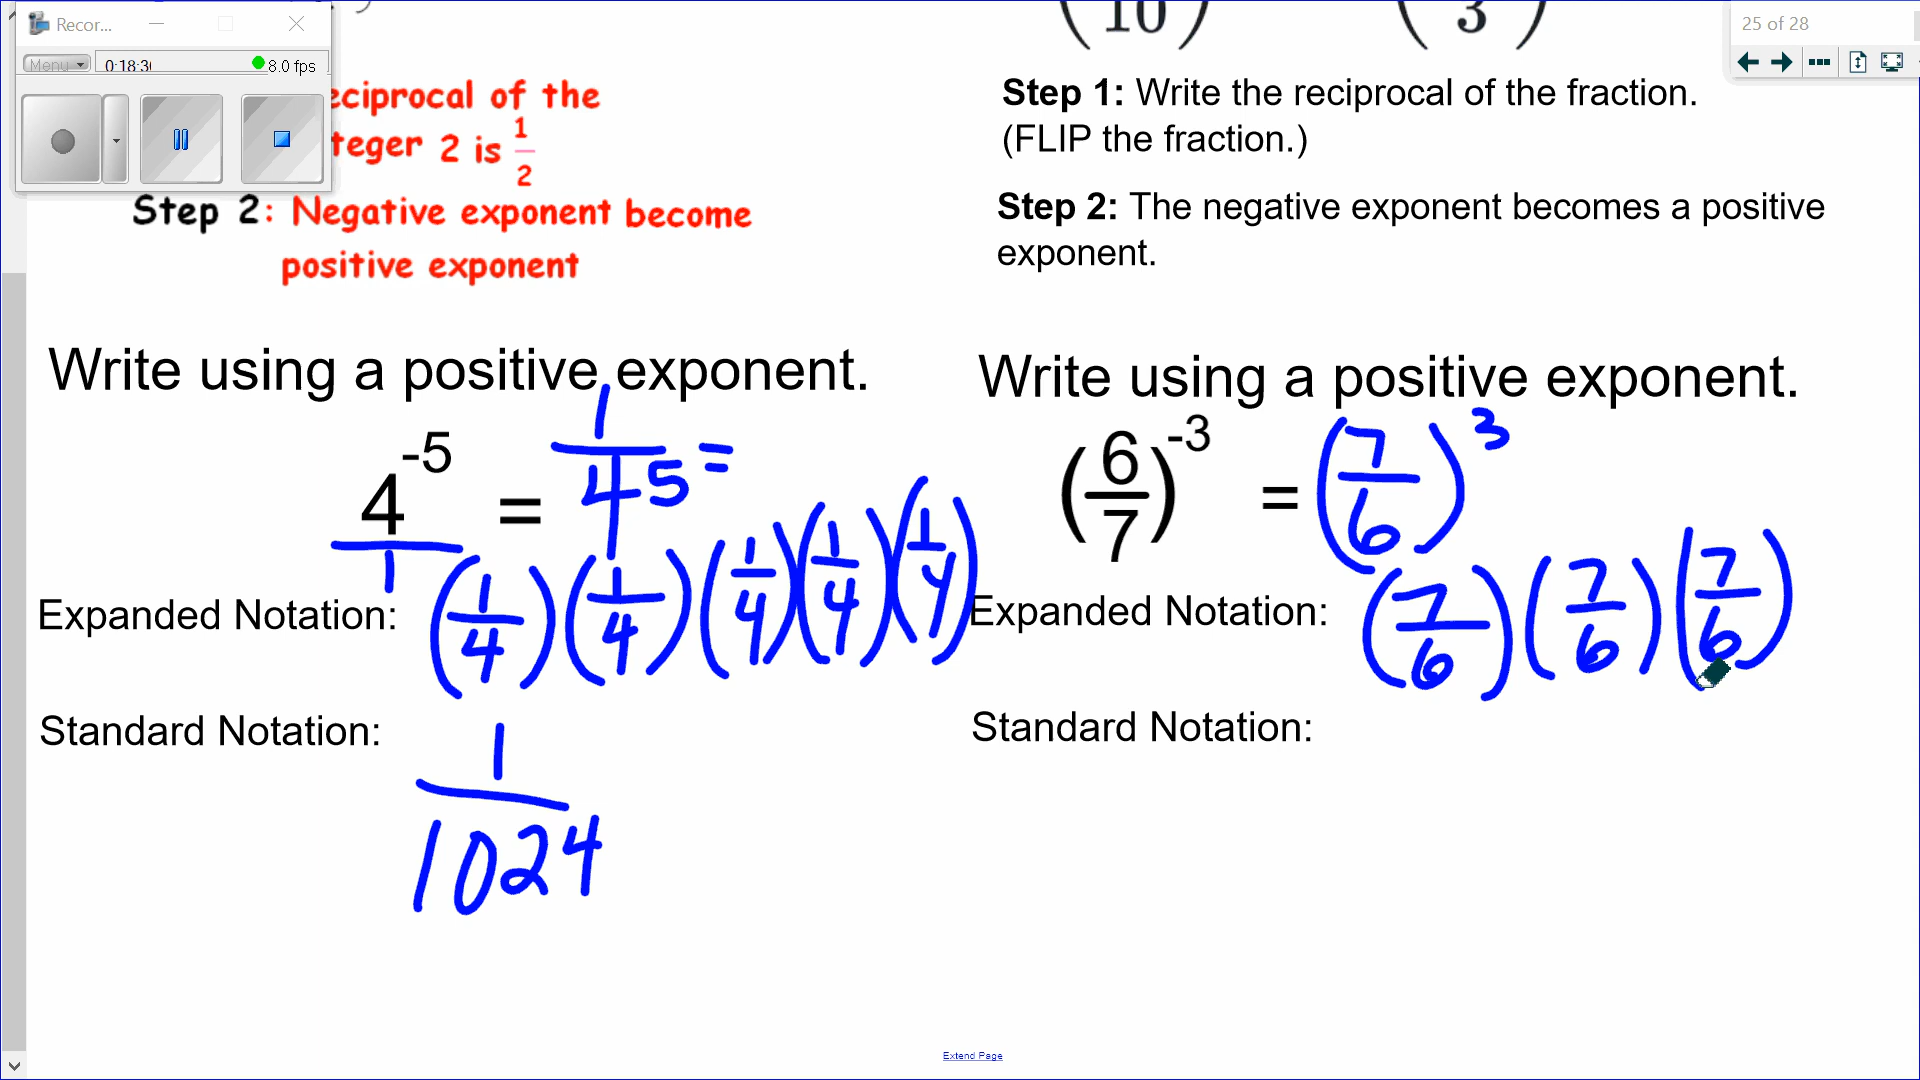 Recor...
25 of 28
Menu
0:18:3
8.0 fps
eciprocal of the
teger 2 is 1/2
Step 2: Negative exponent become
positive exponent
Write using a positive exponent.
4^-5 / 1 = 1/4^5 =
Expanded Notation: (1/4)(1/4)(1/4)(1/4)(1/4)
Standard Notation: 1/1024
(10)
(3)
Step 1: Write the reciprocal of the fraction.
(FLIP the fraction.)
Step 2: The negative exponent becomes a positive
exponent.
Write using a positive exponent.
(6/7)^-3 = (7/6)^3
Expanded Notation: (7/6)(7/6)(7/6)
Standard Notation:
Extend Page